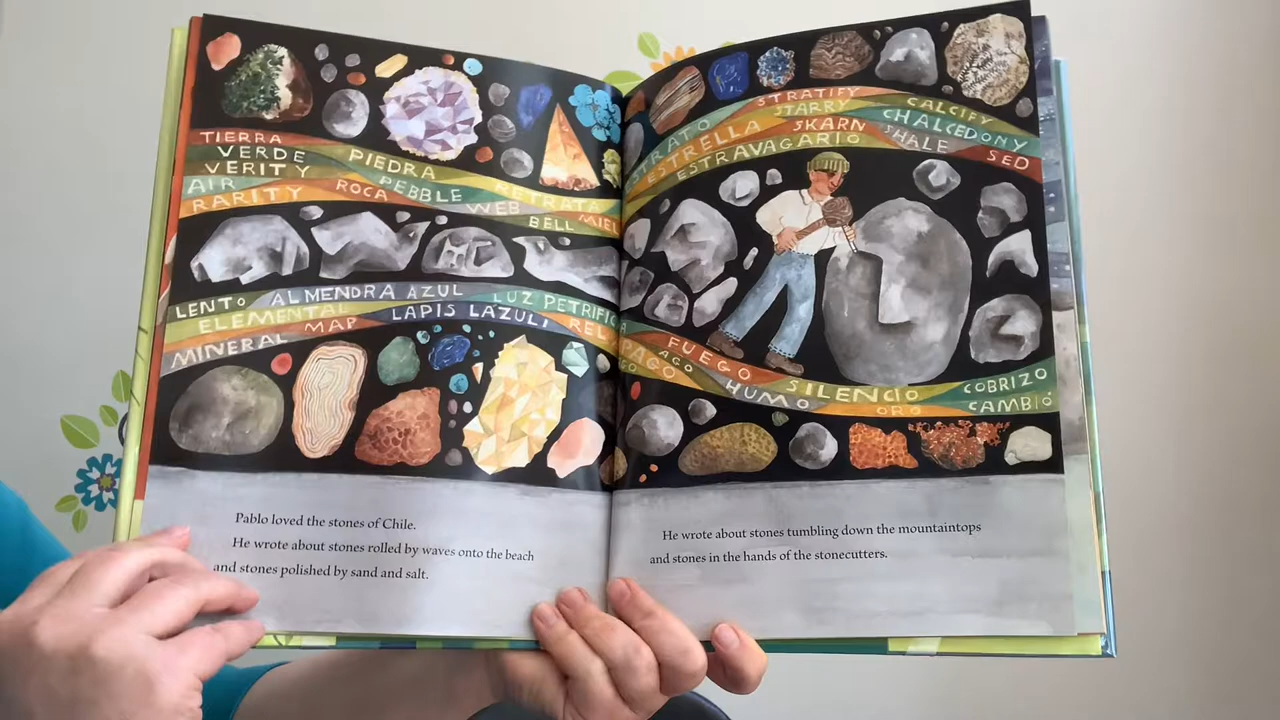 TIERRA
VERDE
VERITY
AIR
RARITY
PIEDRA
ROCA PEBBLE
WEB
RETRATA
BELL MIEL
LENTO ALMENDRA AZUL LUZ PETRIFICA
ELEMENTAL
MAP LAPIS LAZULI
MINERAL
Pablo loved the stones of Chile.
He wrote about stones rolled by waves onto the beach
and stones polished by sand and salt.
STRATIFY
STARRY
SKARN
ESTRELLA
ESTRAVAGARIO
CALCIFY
CHALCEDONY
SHALE
SED
FUEGO
AGO
HUMO
SILENCIO
ORO
COBRIZO
CAMBIÓ
He wrote about stones tumbling down the mountaintops
and stones in the hands of the stonecutters.